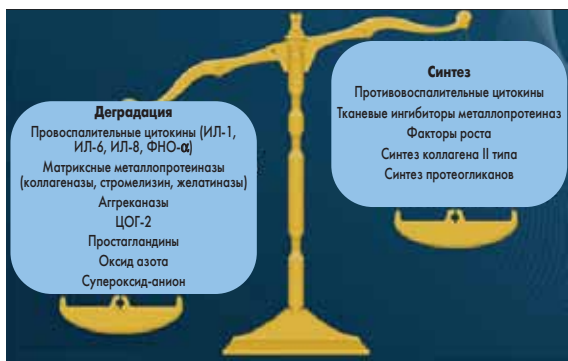 Деградация
Провоспалительные цитокины (ИЛ-1,
ИЛ-6, ИЛ-8, ФНО-α)
Матриксные металлопротеиназы
(коллагеназы, стромелизин, желатиназы)
Аггреканазы
ЦОГ-2
Простагландины
Оксид азота
Супероксид-анион
Синтез
Противовоспалительные цитокины
Тканевые ингибиторы металлопротеиназ
Факторы роста
Синтез коллагена II типа
Синтез протеогликанов